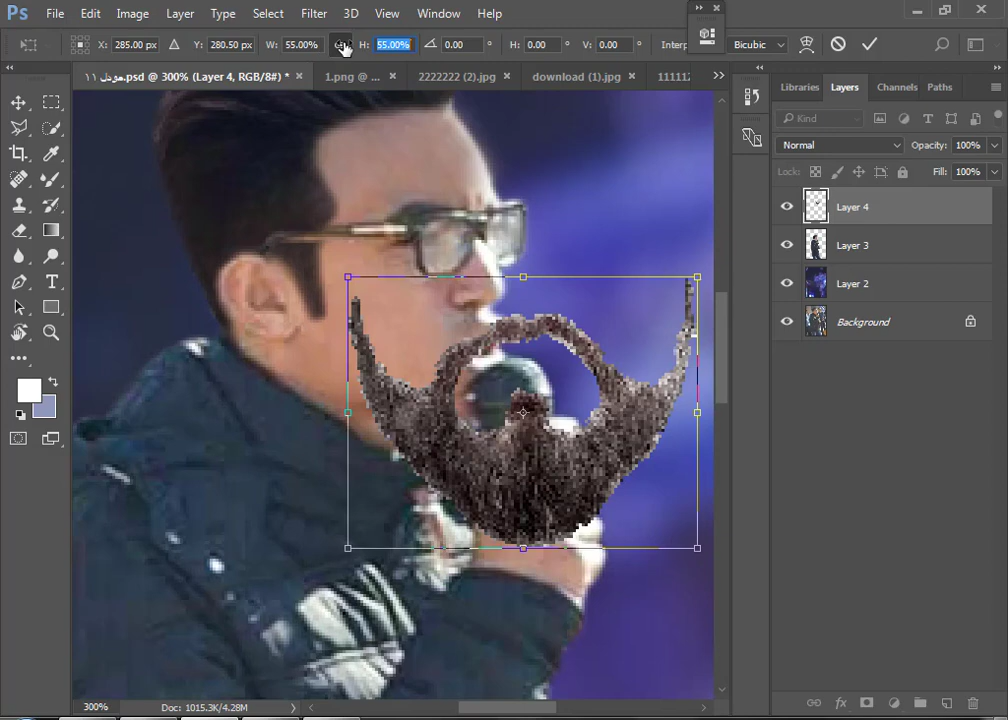 Ps File Edit Image Layer Type Select Filter 3D View Window Help
X: 285.00 px Y: 280.50 px W: 55.00% H: 55.00% 0.00 ° H: 0.00 ° V: 0.00 ° Interp Bicubic
مودل ١١.psd @ 300% (Layer 4, RGB/8#) * 1.png @ ... 2222222 (2).jpg download (1).jpg 111112
Libraries Layers Channels Paths
Kind
Normal Opacity: 100%
Lock: Fill: 100%
Layer 4
Layer 3
Layer 2
Background
300% Doc: 1015.3K/4.28M